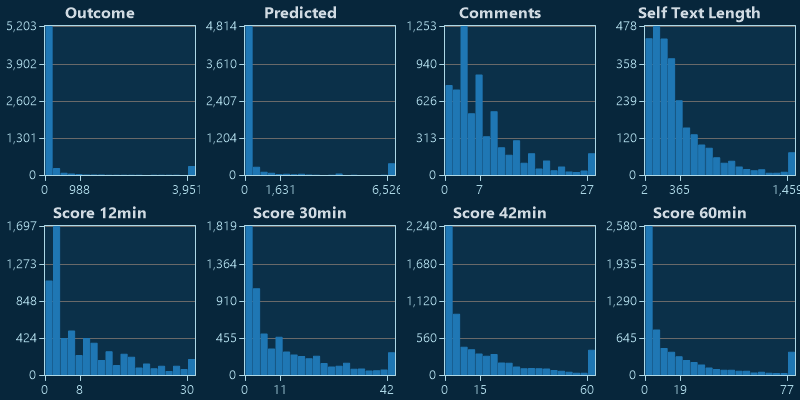 Outcome
5,203
3,902
2,602
1,301
0
0 988 3,951
Predicted
4,814
3,610
2,407
1,204
0
0 1,631 6,526
Comments
1,253
940
626
313
0
0 7 27
Self Text Length
478
358
239
120
0
2 365 1,459
Score 12min
1,697
1,273
848
424
0
0 8 30
Score 30min
1,819
1,364
910
455
0
0 11 42
Score 42min
2,240
1,680
1,120
560
0
0 15 60
Score 60min
2,580
1,935
1,290
645
0
0 19 77